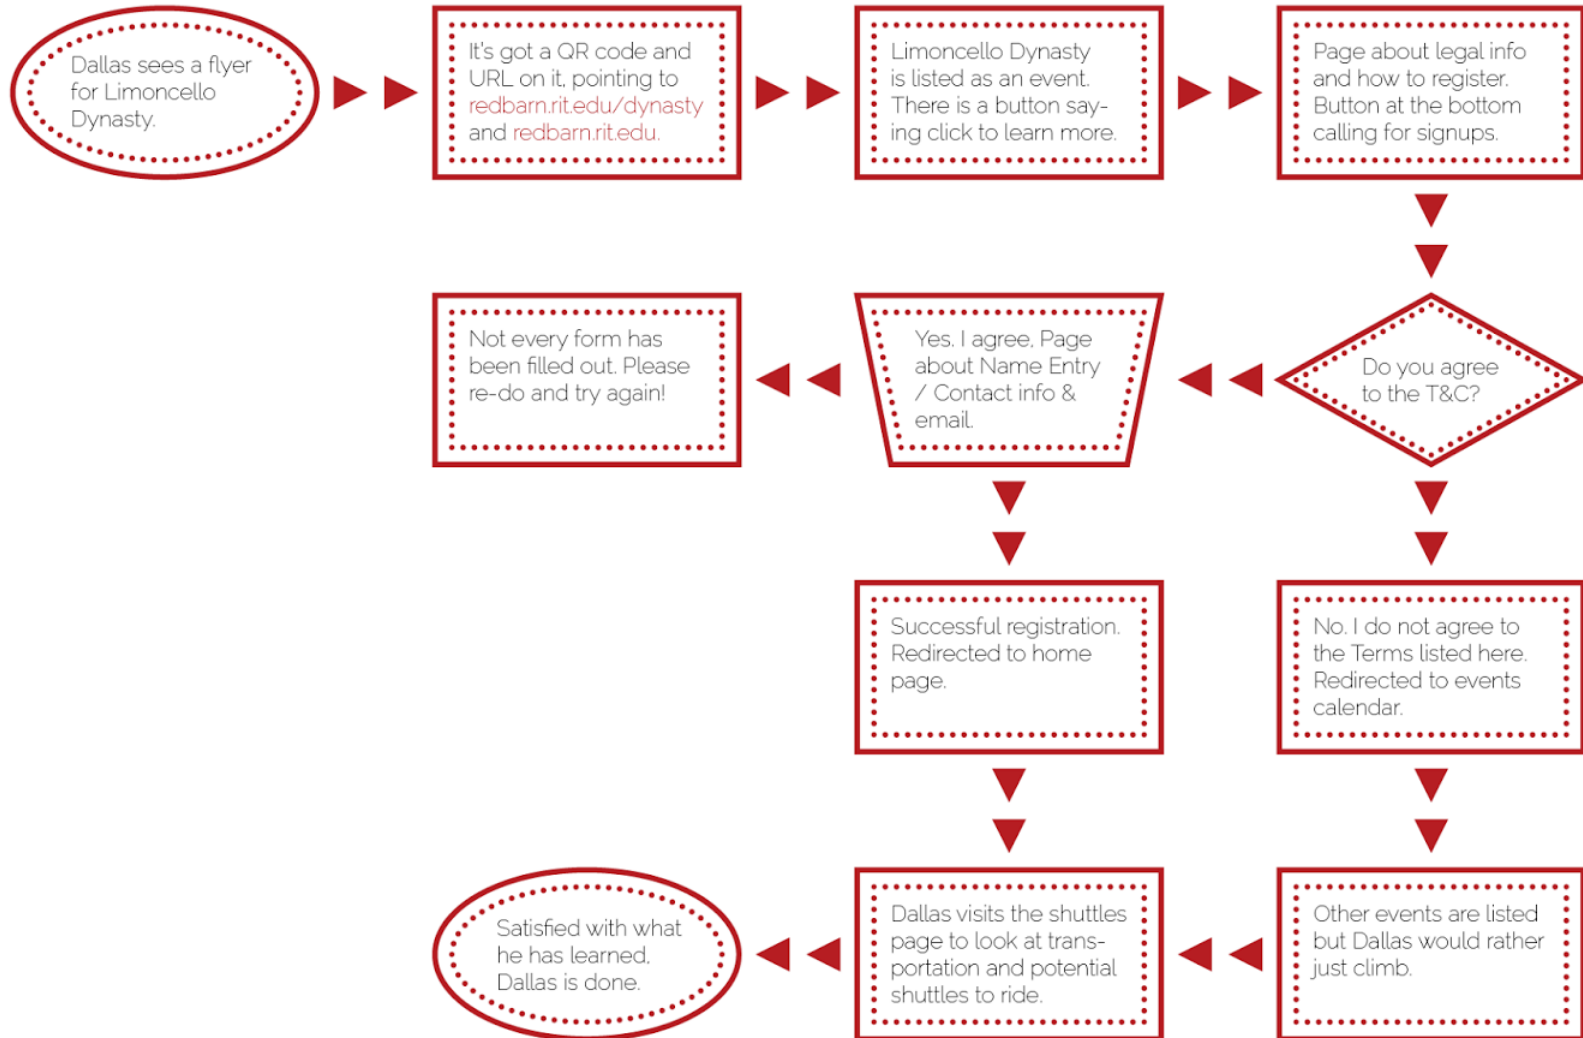 Dallas sees a flyer
for Limoncello
Dynasty.
It's got a QR code and
URL on it, pointing to
redbarn.rit.edu/dynasty
and redbarn.rit.edu.
Limoncello Dynasty
is listed as an event.
There is a button say-
ing click to learn more.
Page about legal info
and how to register.
Button at the bottom
calling for signups.
Do you agree
to the T&C?
Yes. I agree, Page
about Name Entry
/ Contact info &
email.
Not every form has
been filled out. Please
re-do and try again!
Successful registration.
Redirected to home
page.
No. I do not agree to
the Terms listed here.
Redirected to events
calendar.
Other events are listed
but Dallas would rather
just climb.
Dallas visits the shuttles
page to look at trans-
portation and potential
shuttles to ride.
Satisfied with what
he has learned,
Dallas is done.